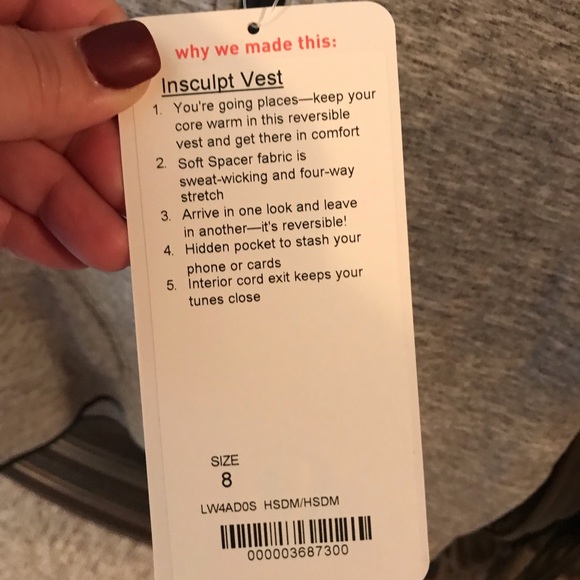 why we made this:
Insculpt Vest
1. You're going places—keep your
core warm in this reversible
vest and get there in comfort
2. Soft Spacer fabric is
sweat-wicking and four-way
stretch
3. Arrive in one look and leave
in another—it's reversible!
4. Hidden pocket to stash your
phone or cards
5. Interior cord exit keeps your
tunes close
SIZE
8
LW4AD0S HSDM/HSDM
000003687300